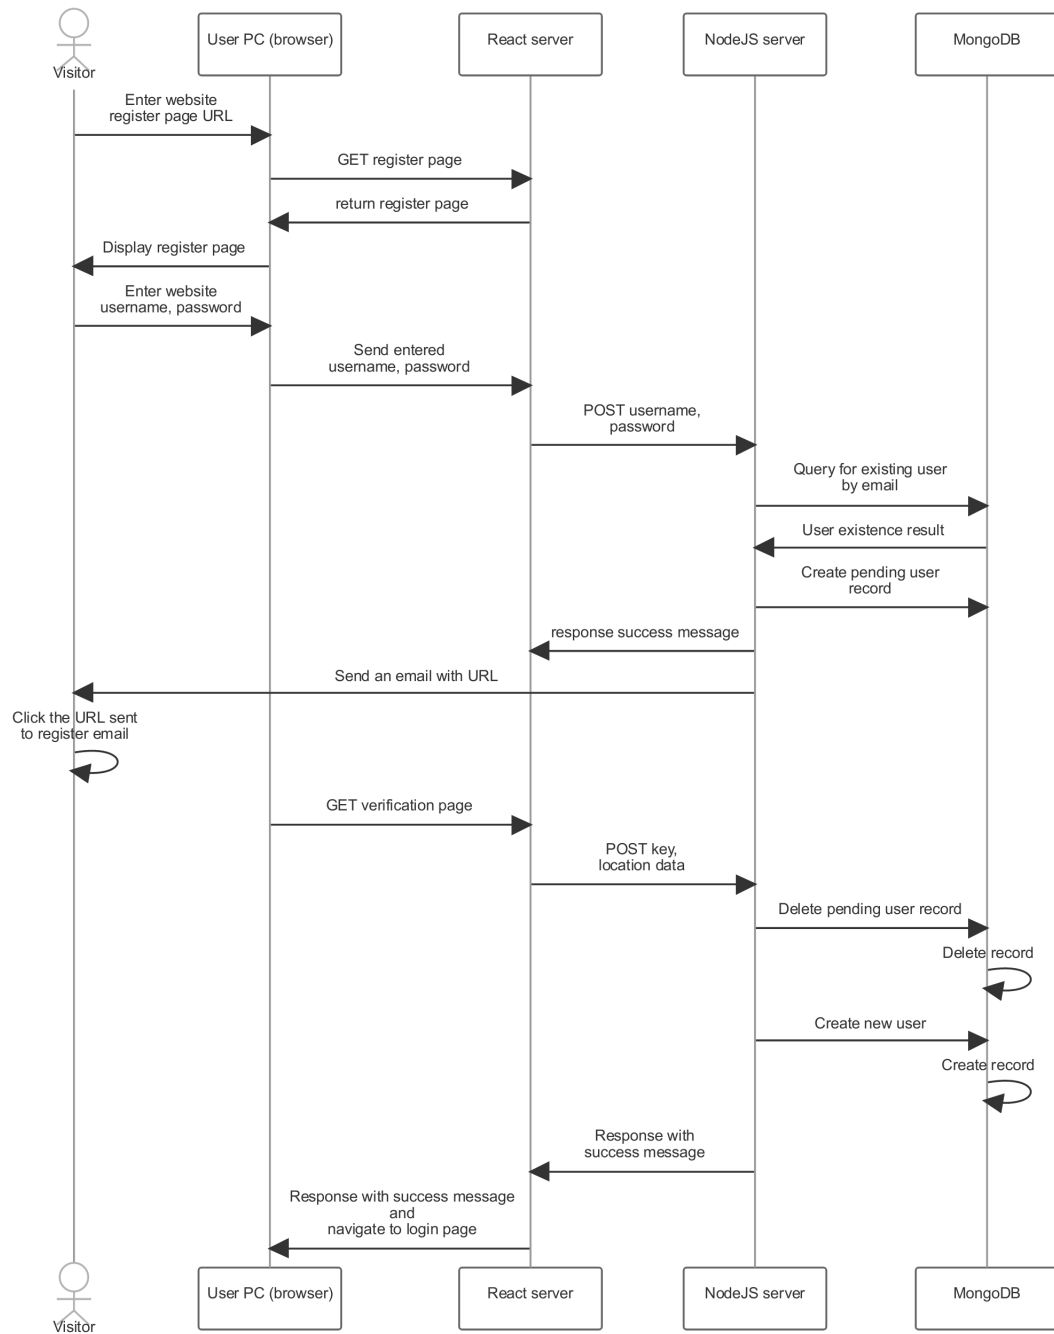 User PC (browser)
React server
NodeJS server
MongoDB
Visitor
Enter website
register page URL
GET register page
return register page
Display register page
Enter website
username, password
Send entered
username, password
POST username,
password
Query for existing user
by email
User existence result
Create pending user
record
response success message
Send an email with URL
Click the URL sent
to register email
GET verification page
POST key,
location data
Delete pending user record
Delete record
Create new user
Create record
Response with
success message
Response with success message
and
navigate to login page
User PC (browser)
React server
NodeJS server
MongoDB
Visitor